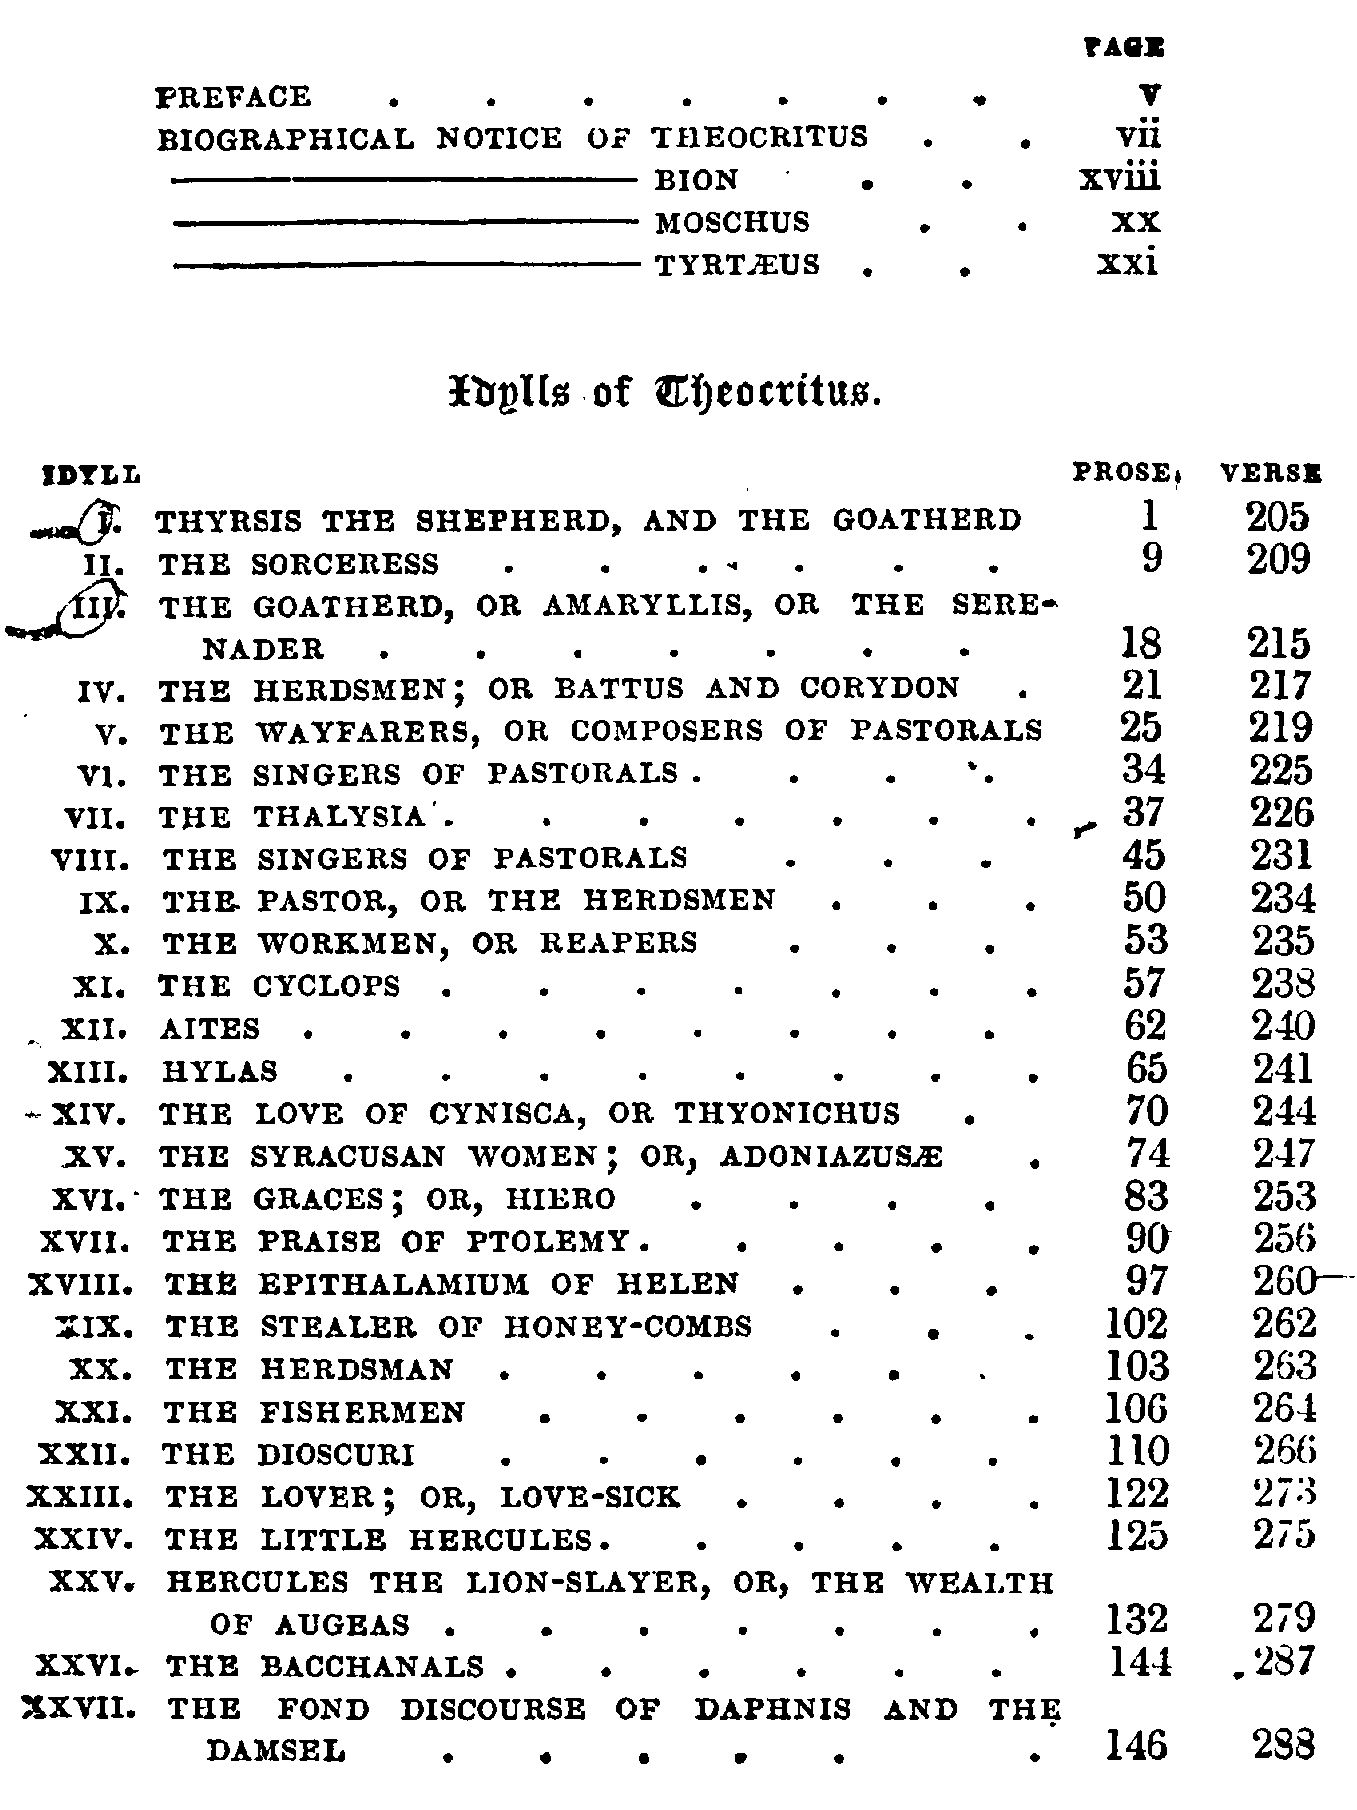 PAGE
PREFACE . . . . . . . v
BIOGRAPHICAL NOTICE OF THEOCRITUS . . vii
——— BION . . xviii
——— MOSCHUS . . xx
——— TYRTÆUS . . xxi
Idylls of Theocritus.
IDYLL PROSE. VERSE
I. THYRSIS THE SHEPHERD, AND THE GOATHERD 1 205
II. THE SORCERESS . . . . . . 9 209
III. THE GOATHERD, OR AMARYLLIS, OR THE SERE-
NADER . . . . . . . 18 215
IV. THE HERDSMEN; OR BATTUS AND CORYDON . 21 217
V. THE WAYFARERS, OR COMPOSERS OF PASTORALS 25 219
VI. THE SINGERS OF PASTORALS . . . . 34 225
VII. THE THALYSIA . . . . . . . 37 226
VIII. THE SINGERS OF PASTORALS . . . 45 231
IX. THE PASTOR, OR THE HERDSMEN . . . 50 234
X. THE WORKMEN, OR REAPERS . . . 53 235
XI. THE CYCLOPS . . . . . . . 57 238
XII. AITES . . . . . . . . 62 240
XIII. HYLAS . . . . . . . . 65 241
XIV. THE LOVE OF CYNISCA, OR THYONICHUS . 70 244
XV. THE SYRACUSAN WOMEN; OR, ADONIAZUSÆ . 74 247
XVI. THE GRACES; OR, HIERO . . . . 83 253
XVII. THE PRAISE OF PTOLEMY . . . . . 90 256
XVIII. THE EPITHALAMIUM OF HELEN . . . 97 260
XIX. THE STEALER OF HONEY-COMBS . . . 102 262
XX. THE HERDSMAN . . . . . . 103 263
XXI. THE FISHERMEN . . . . . . 106 264
XXII. THE DIOSCURI . . . . . . 110 266
XXIII. THE LOVER; OR, LOVE-SICK . . . . 122 273
XXIV. THE LITTLE HERCULES . . . . . 125 275
XXV. HERCULES THE LION-SLAYER, OR, THE WEALTH
OF AUGEAS . . . . . . . 132 279
XXVI. THE BACCHANALS . . . . . . 144 287
XXVII. THE FOND DISCOURSE OF DAPHNIS AND THE
DAMSEL . . . . . . 146 288